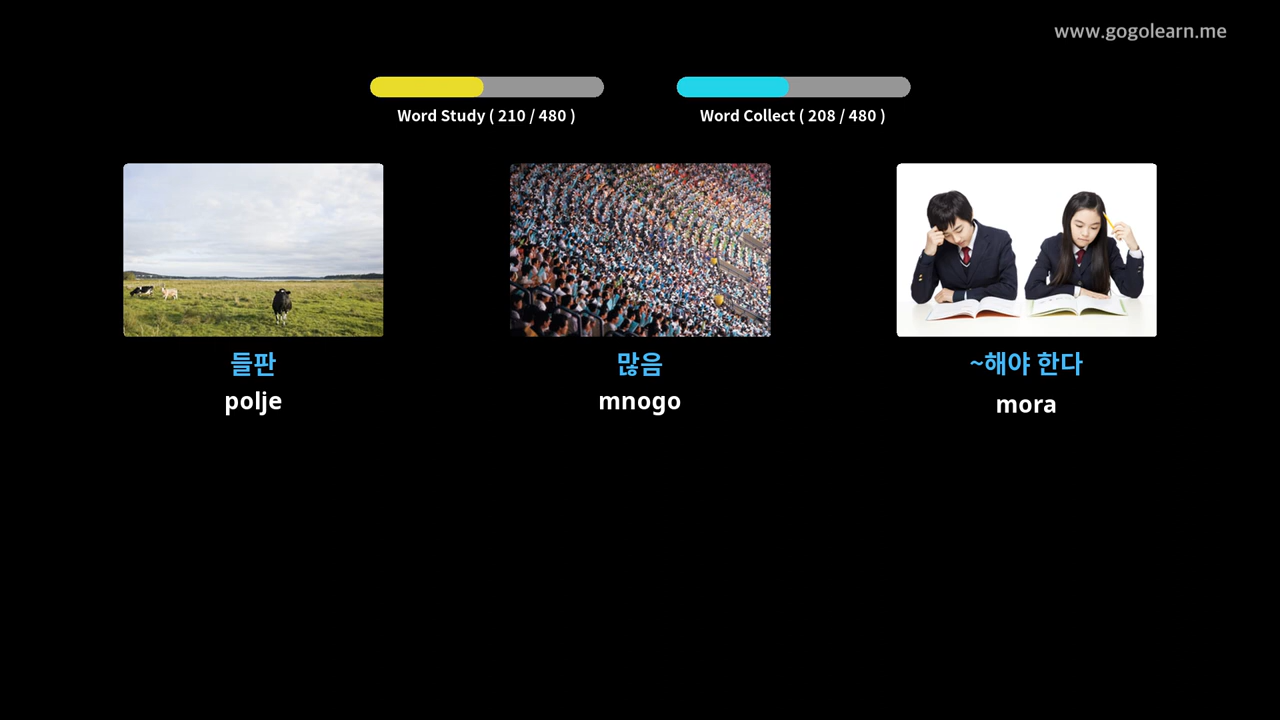 www.gogolearn.me
Word Study ( 210 / 480 )
Word Collect ( 208 / 480 )
들판
polje
많음
mnogo
~해야 한다
mora